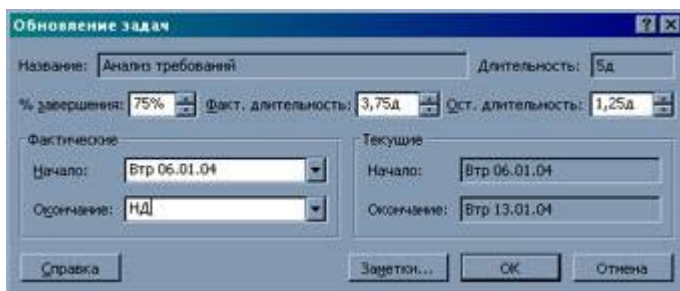 Обновление задач
Название: Анализ требований Длительность: 5д
% завершения: 75% Факт. длительность: 3,75д Ост. длительность: 1,25д
Фактические Текущие
Начало: Втр 06.01.04 Начало: Втр 06.01.04
Окончание: НД Окончание: Втр 13.01.04
Справка Заметки... ОК Отмена